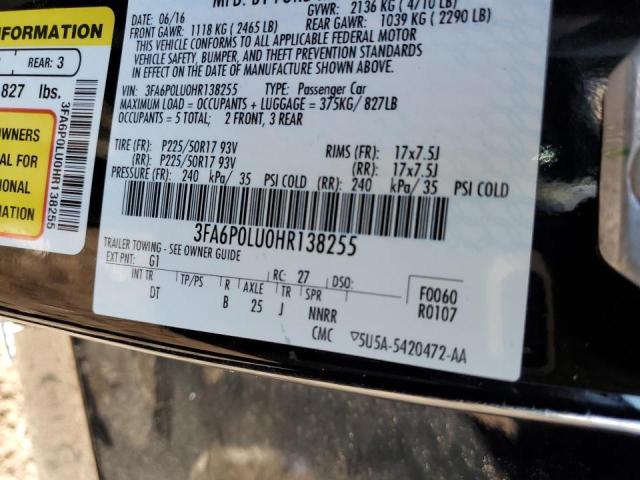 NFORMATION
REAR: 3
827 lbs.
OWNERS
AL FOR
IONAL
3FA6P0LU0HR138255
DATE: 06/16
GVWR: 2136 KG ( 4710 LB)
FRONT GAWR: 1118 KG ( 2465 LB)
REAR GAWR: 1039 KG ( 2290 LB)
THIS VEHICLE CONFORMS TO ALL APPLICABLE FEDERAL MOTOR
VEHICLE SAFETY, BUMPER, AND THEFT PREVENTION STANDARDS
IN EFFECT ON THE DATE OF MANUFACTURE SHOWN ABOVE.
VIN: 3FA6P0LU0HR138255 TYPE: Passenger Car
MAXIMUM LOAD = OCCUPANTS + LUGGAGE = 375KG/ 827LB
OCCUPANTS = 5 TOTAL; 2 FRONT, 3 REAR
TIRE (FR): P225/50R17 93V RIMS (FR): 17x7.5J
(RR): P225/50R17 93V (RR): 17x7.5J
PRESSURE (FR): 240 kPa/ 35 PSI COLD (RR): 240 kPa/ 35 PSI COLD
3FA6P0LU0HR138255
TRAILER TOWING - SEE OWNER GUIDE
EXT PNT: G1 RC: 27 DSO:
INT TR TP/PS R AXLE TR SPR
DT B 25 J NNRR
F0060
R0107
CMC 5U5A-5420472-AA